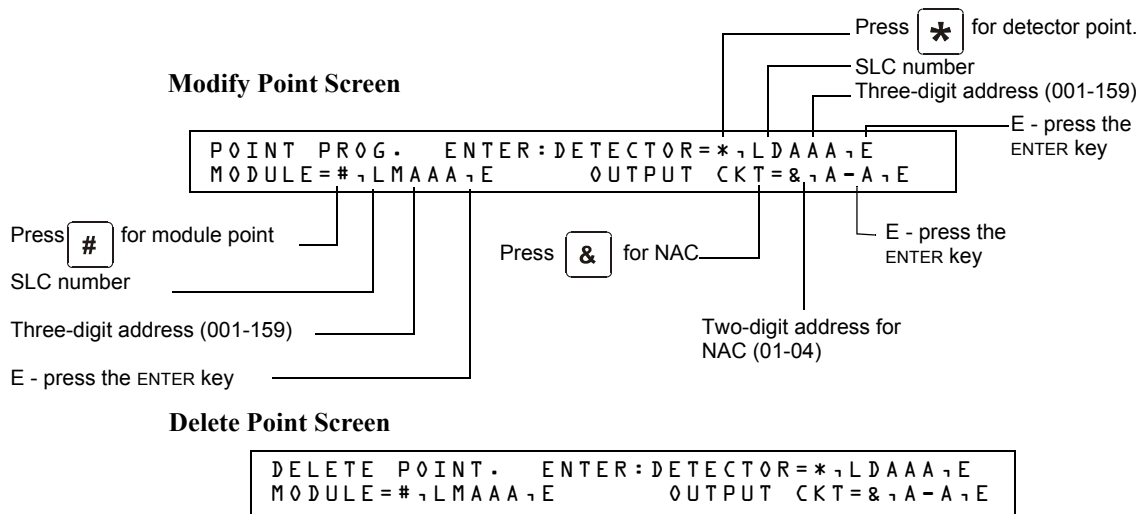 Press * for detector point.
SLC number
Modify Point Screen
Three-digit address (001-159)
E - press the
ENTER key
POINT PROG. ENTER:DETECTOR=*,LDAAA,E
MODULE=#,LMAAA,E OUTPUT CKT=&,A-A,E
Press # for module point
Press & for NAC
E - press the
ENTER key
SLC number
Three-digit address (001-159)
Two-digit address for
NAC (01-04)
E - press the ENTER key
Delete Point Screen
DELETE POINT. ENTER:DETECTOR=*,LDAAA,E
MODULE=#,LMAAA,E OUTPUT CKT=&,A-A,E